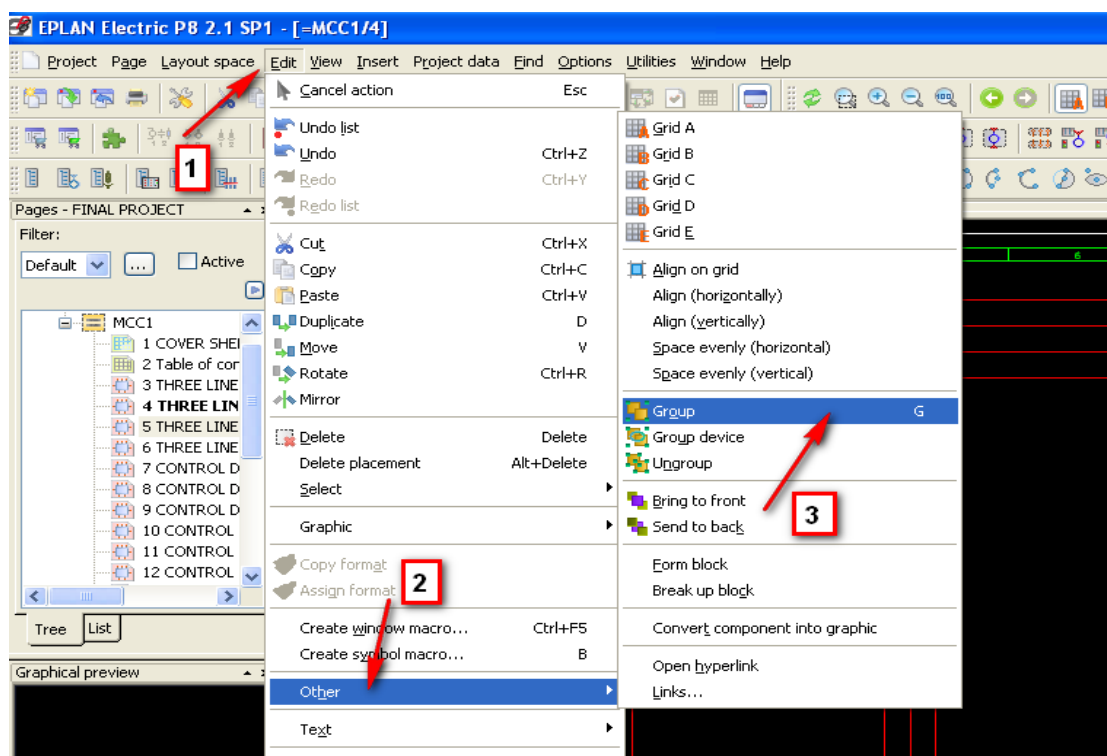 EPLAN Electric P8 2.1 SP1 - [=MCC1/4]
Project Page Layout space Edit View Insert Project data Find Options Utilities Window Help
1
Pages - FINAL PROJECT
Filter:
Default ... Active
MCC1
1 COVER SHEI
2 Table of cor
3 THREE LINE
4 THREE LIN
5 THREE LINE
6 THREE LINE
7 CONTROL D
8 CONTROL D
9 CONTROL D
10 CONTROL
11 CONTROL
12 CONTROL
Tree List
Graphical preview
Cancel action Esc
Undo list
Undo Ctrl+Z
Redo Ctrl+Y
Redo list
Cut Ctrl+X
Copy Ctrl+C
Paste Ctrl+V
Duplicate D
Move V
Rotate Ctrl+R
Mirror
Delete Delete
Delete placement Alt+Delete
Select
Graphic
Copy format
Assign format
2
Create window macro... Ctrl+F5
Create symbol macro... B
Other
Text
Grid A
Grid B
Grid C
Grid D
Grid E
Align on grid
Align (horizontally)
Align (vertically)
Space evenly (horizontal)
Space evenly (vertical)
Group G
Group device
Ungroup
Bring to front
Send to back
3
Form block
Break up block
Convert component into graphic
Open hyperlink
Links...
6